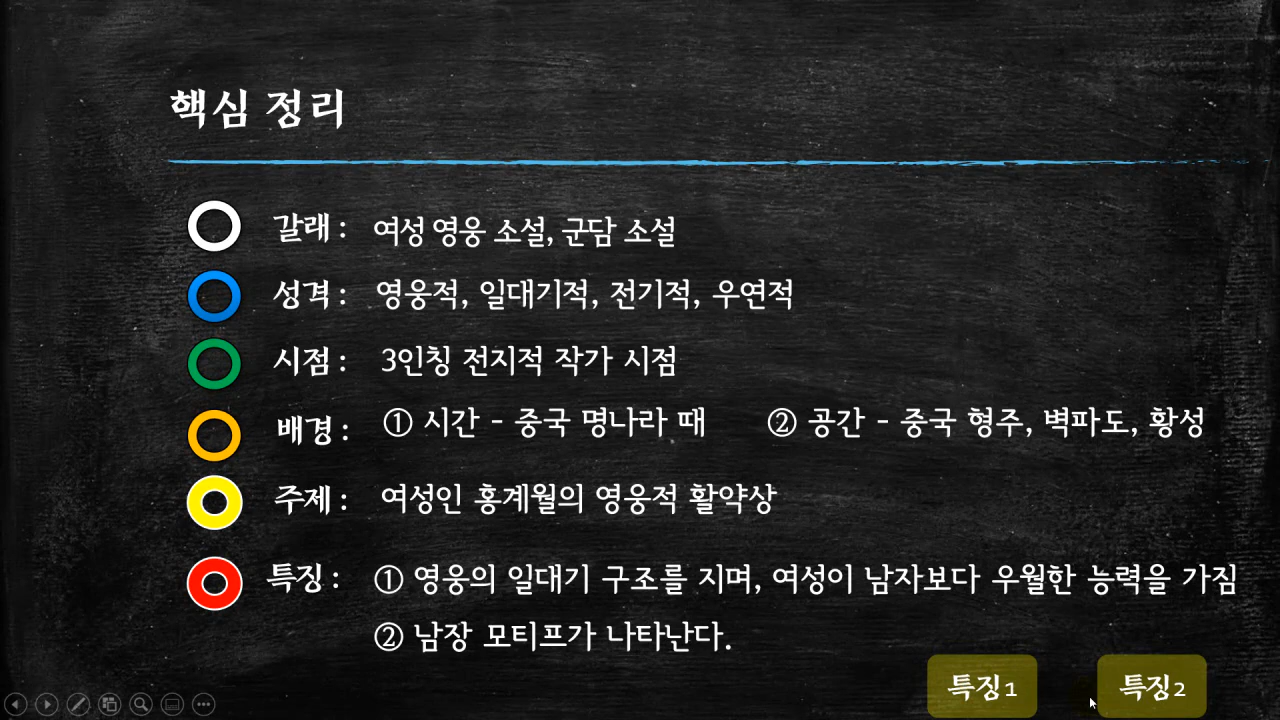 핵심 정리
갈래 : 여성 영웅 소설, 군담 소설
성격 : 영웅적, 일대기적, 전기적, 우연적
시점 : 3인칭 전지적 작가 시점
배경 : ① 시간 - 중국 명나라 때 ② 공간 - 중국 형주, 벽파도, 황성
주제 : 여성인 홍계월의 영웅적 활약상
특징 : ① 영웅의 일대기 구조를 지며, 여성이 남자보다 우월한 능력을 가짐
② 남장 모티프가 나타난다.
특징1 특징2